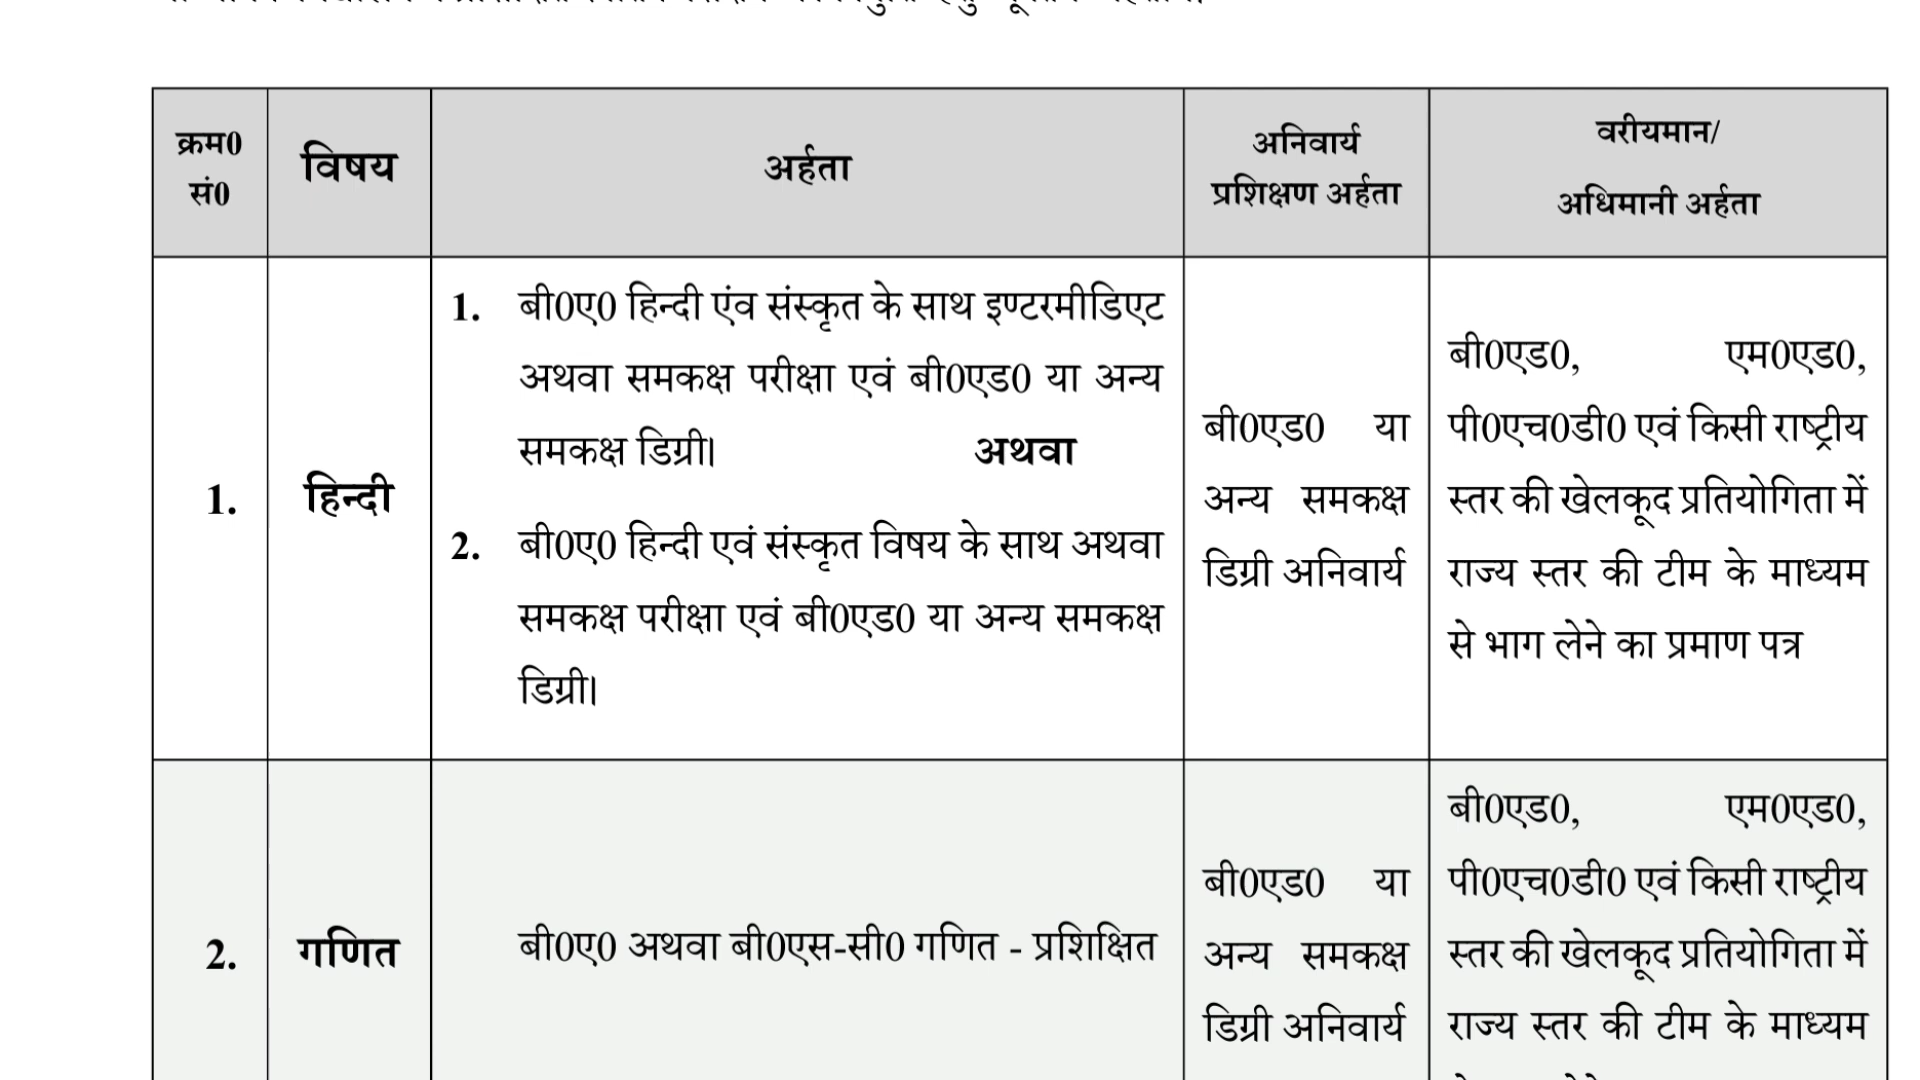 क्रम0
सं0
विषय
अर्हता
अनिवार्य
प्रशिक्षण अर्हता
वरीयमान/
अधिमानी अर्हता
1.
हिन्दी
1. बी0ए0 हिन्दी एंव संस्कृत के साथ इण्टरमीडिएट
अथवा समकक्ष परीक्षा एवं बी0एड0 या अन्य
समकक्ष डिग्री। अथवा
2. बी0ए0 हिन्दी एवं संस्कृत विषय के साथ अथवा
समकक्ष परीक्षा एवं बी0एड0 या अन्य समकक्ष
डिग्री।
बी0एड0 या
अन्य समकक्ष
डिग्री अनिवार्य
बी0एड0, एम0एड0,
पी0एच0डी0 एवं किसी राष्ट्रीय
स्तर की खेलकूद प्रतियोगिता में
राज्य स्तर की टीम के माध्यम
से भाग लेने का प्रमाण पत्र
2.
गणित
बी0ए0 अथवा बी0एस-सी0 गणित - प्रशिक्षित
बी0एड0 या
अन्य समकक्ष
डिग्री अनिवार्य
बी0एड0, एम0एड0,
पी0एच0डी0 एवं किसी राष्ट्रीय
स्तर की खेलकूद प्रतियोगिता में
राज्य स्तर की टीम के माध्यम